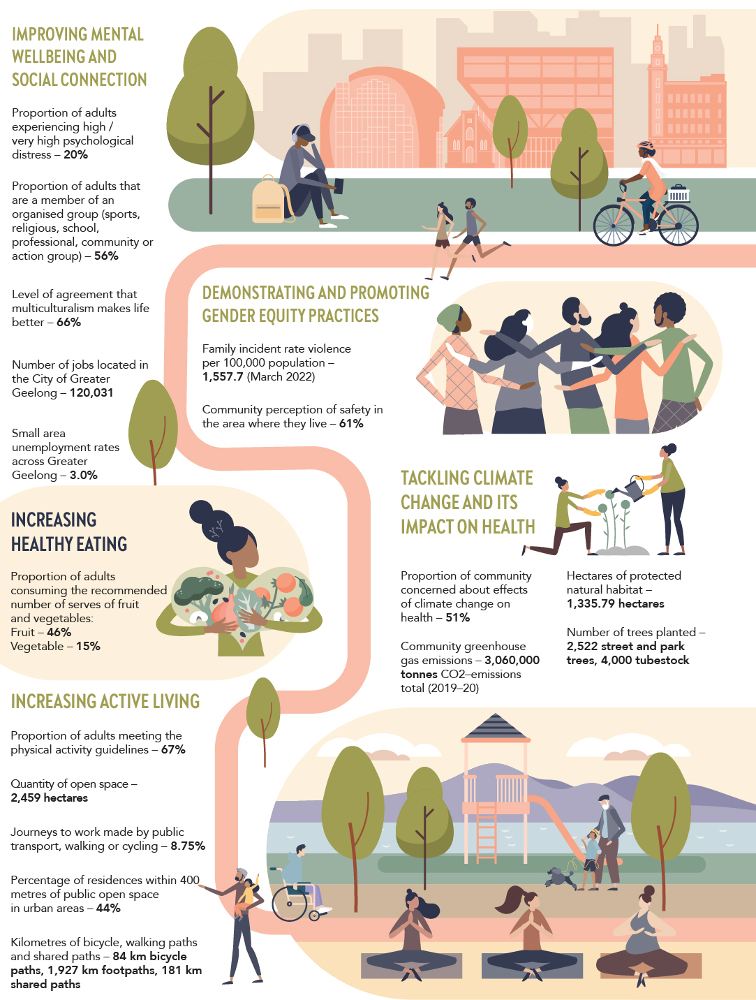 IMPROVING MENTAL
WELLBEING AND
SOCIAL CONNECTION
Proportion of adults
experiencing high /
very high psychological
distress – 20%
Proportion of adults that
are a member of an
organised group (sports,
religious, school,
professional, community or
action group) – 56%
Level of agreement that
multiculturalism makes life
better – 66%
Number of jobs located in
the City of Greater
Geelong – 120,031
Small area
unemployment rates
across Greater
Geelong – 3.0%
DEMONSTRATING AND PROMOTING
GENDER EQUITY PRACTICES
Family incident rate violence
per 100,000 population –
1,557.7 (March 2022)
Community perception of safety in
the area where they live – 61%
INCREASING
HEALTHY EATING
Proportion of adults
consuming the recommended
number of serves of fruit
and vegetables:
Fruit – 46%
Vegetable – 15%
TACKLING CLIMATE
CHANGE AND ITS
IMPACT ON HEALTH
Proportion of community
concerned about effects
of climate change on
health – 51%
Community greenhouse
gas emissions – 3,060,000
tonnes CO2–emissions
total (2019–20)
Hectares of protected
natural habitat –
1,335.79 hectares
Number of trees planted –
2,522 street and park
trees, 4,000 tubestock
INCREASING ACTIVE LIVING
Proportion of adults meeting the
physical activity guidelines – 67%
Quantity of open space –
2,459 hectares
Journeys to work made by public
transport, walking or cycling – 8.75%
Percentage of residences within 400
metres of public open space
in urban areas – 44%
Kilometres of bicycle, walking paths
and shared paths – 84 km bicycle
paths, 1,927 km footpaths, 181 km
shared paths